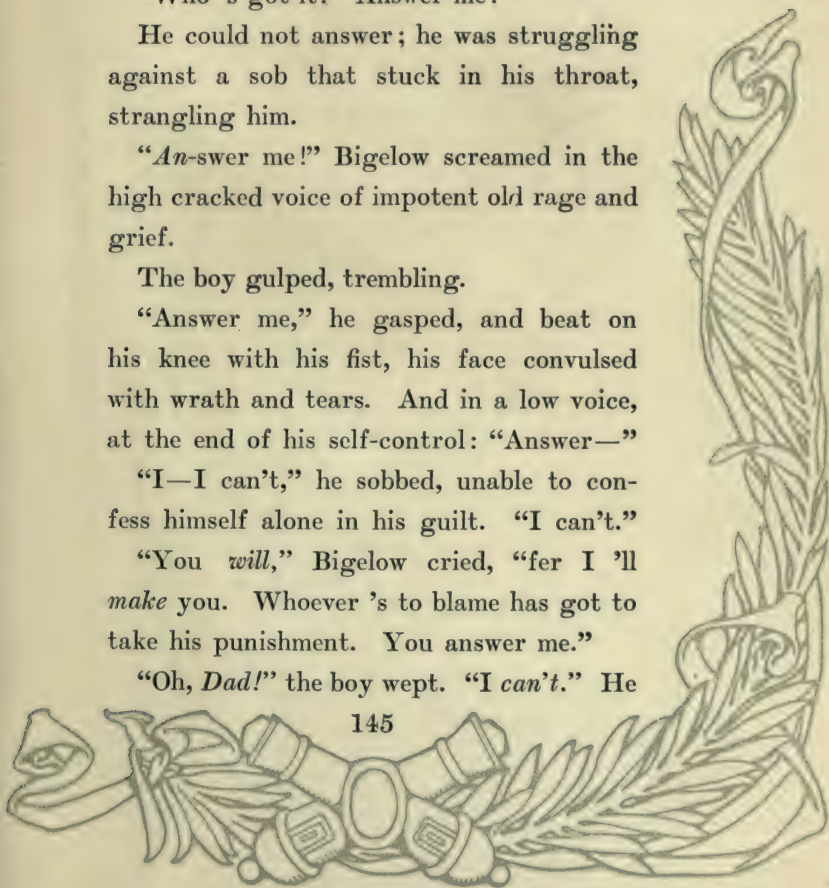 Who 's got it? Answer me!
He could not answer; he was struggling
against a sob that stuck in his throat,
strangling him.
“An-swer me!” Bigelow screamed in the
high cracked voice of impotent old rage and
grief.
The boy gulped, trembling.
“Answer me,” he gasped, and beat on
his knee with his fist, his face convulsed
with wrath and tears. And in a low voice,
at the end of his self-control: “Answer—”
“I—I can't,” he sobbed, unable to con-
fess himself alone in his guilt. “I can't.”
“You will,” Bigelow cried, “fer I 'll
make you. Whoever 's to blame has got to
take his punishment. You answer me.”
“Oh, Dad!” the boy wept. “I can't.” He
145